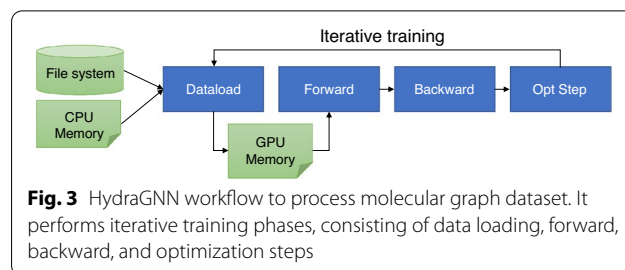 Iterative training
File system
CPU
Memory
Dataload
Forward
Backward
Opt Step
GPU
Memory
Fig. 3 HydraGNN workflow to process molecular graph dataset. It
performs iterative training phases, consisting of data loading, forward,
backward, and optimization steps